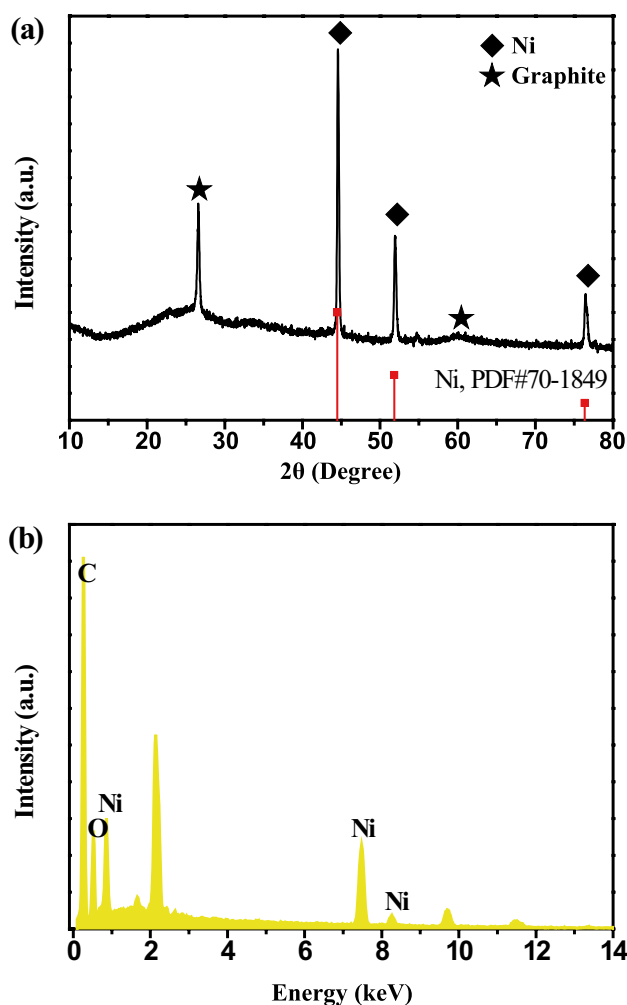 (a)
Ni
Graphite
Intensity (a.u.)
Ni, PDF#70-1849
10 20 30 40 50 60 70 80
2θ (Degree)
(b)
C
O
Ni
Ni
Ni
Intensity (a.u.)
0 2 4 6 8 10 12 14
Energy (keV)